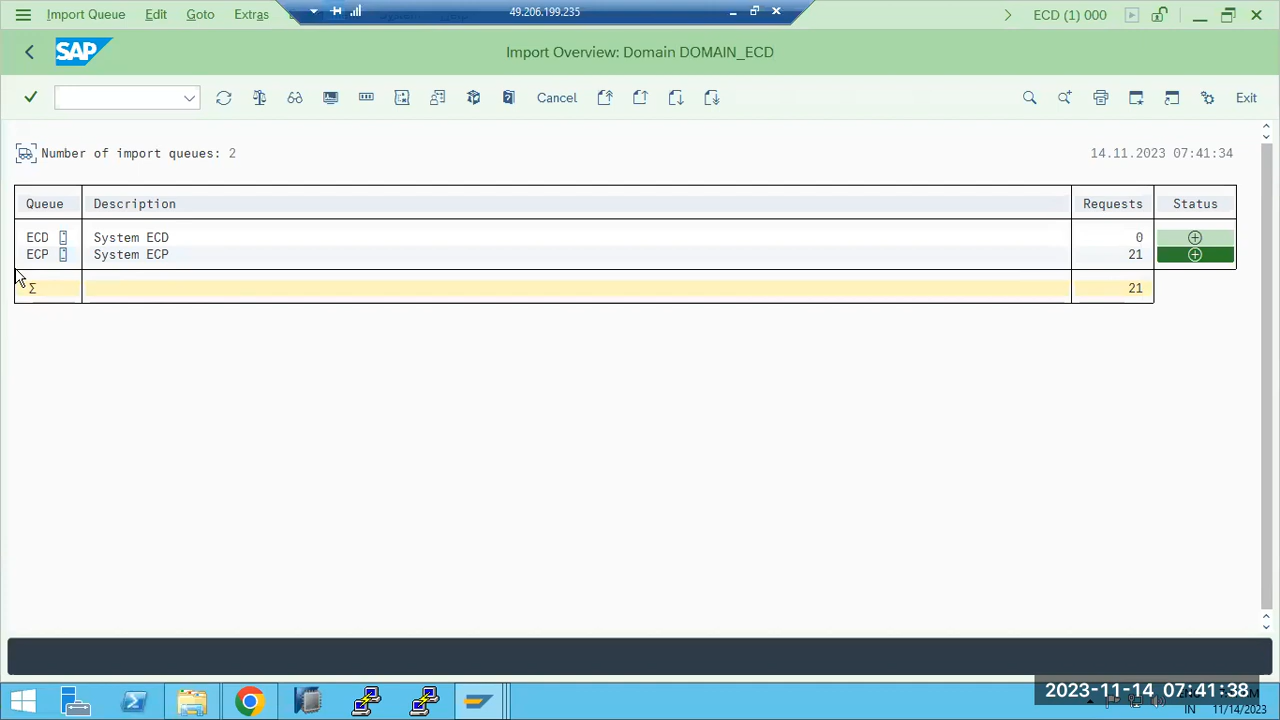 49.206.199.235
Import Queue Edit Goto Extras ECD (1) 000
SAP Import Overview: Domain DOMAIN_ECD
Cancel Exit
Number of import queues: 2 14.11.2023 07:41:34
Queue Description Requests Status
ECD System ECD 0
ECP System ECP 21
Σ 21
2023-11-14 07:41:38
IN 11/14/2023